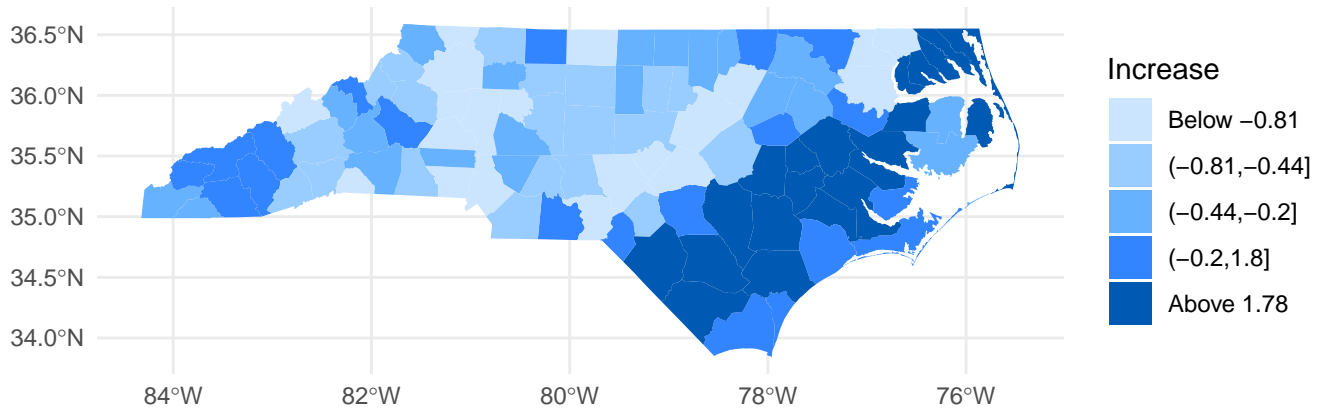 36.5°N
36.0°N
35.5°N
35.0°N
34.5°N
34.0°N
84°W
82°W
80°W
78°W
76°W
Increase
Below −0.81
(−0.81,−0.44]
(−0.44,−0.2]
(−0.2,1.8]
Above 1.78